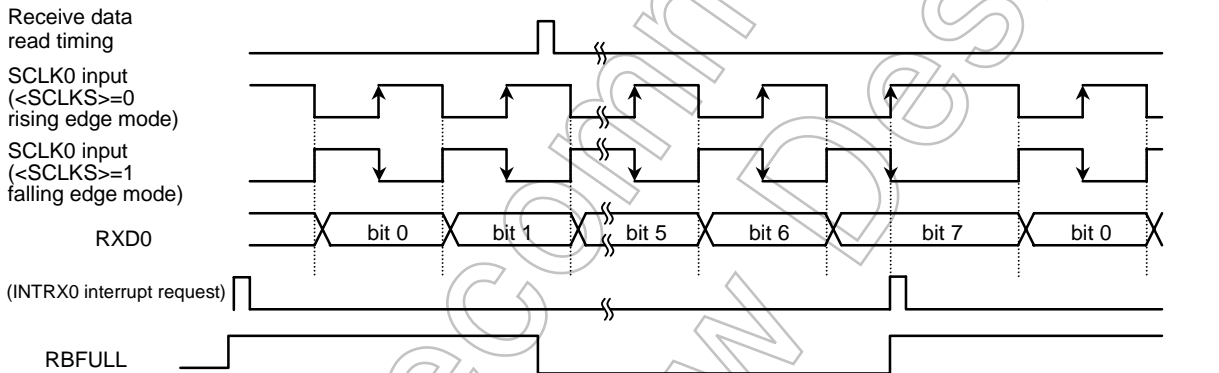 Receive data
read timing
SCLK0 input
(<SCLKS>=0
rising edge mode)
SCLK0 input
(<SCLKS>=1
falling edge mode)
RXD0
bit 0
bit 1
bit 5
bit 6
bit 7
bit 0
(INTRX0 interrupt request)
RBFULL